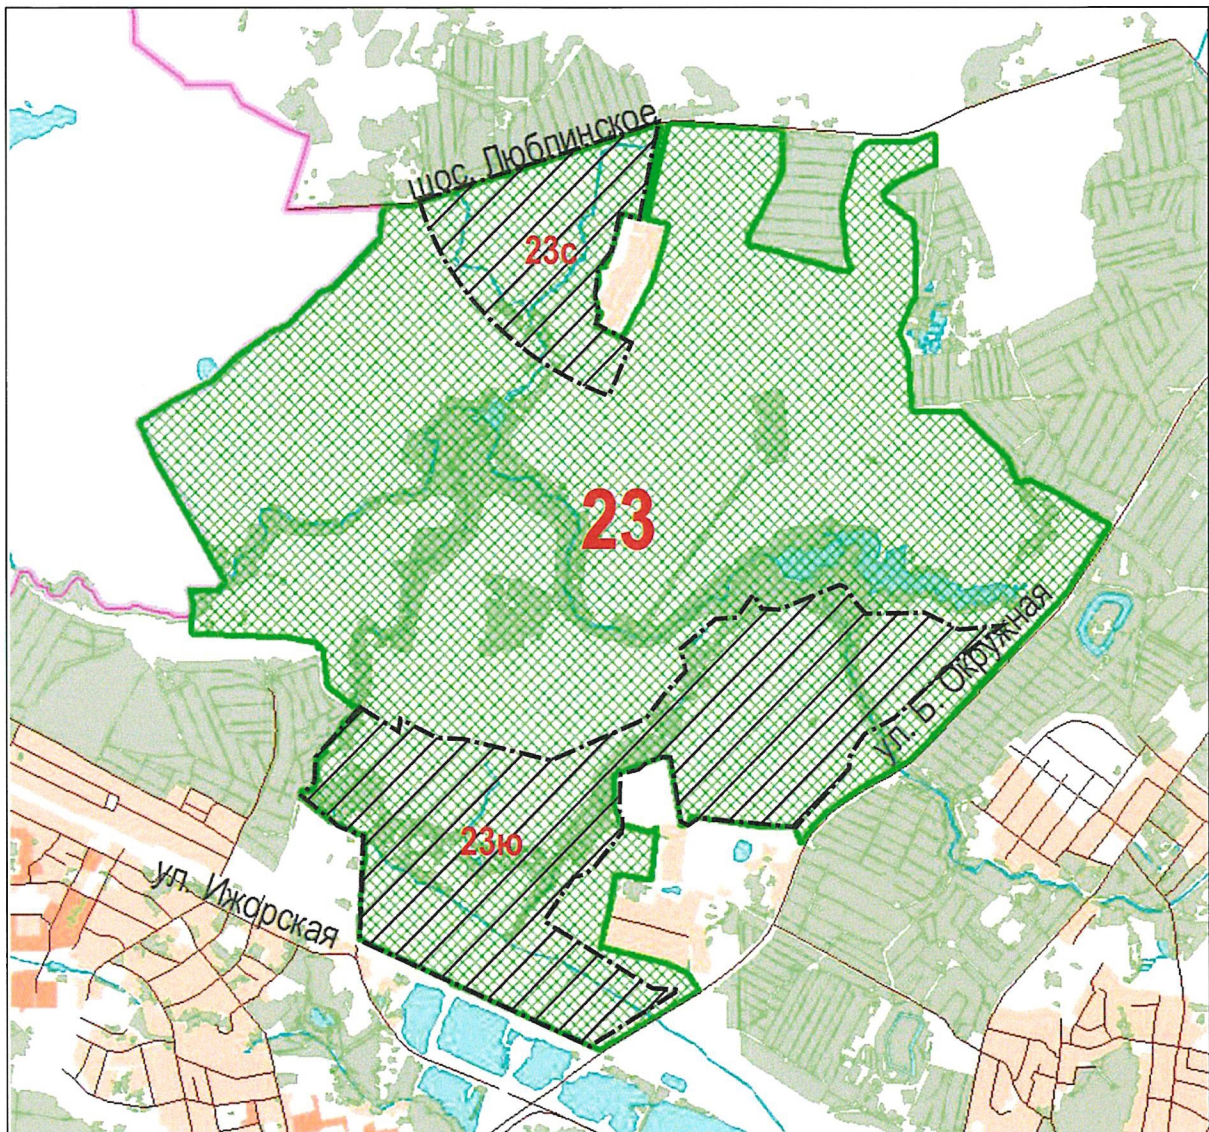 шос. Люблинское
23с
23
ул. Б. Окружная
23ю
ул. Ижорская